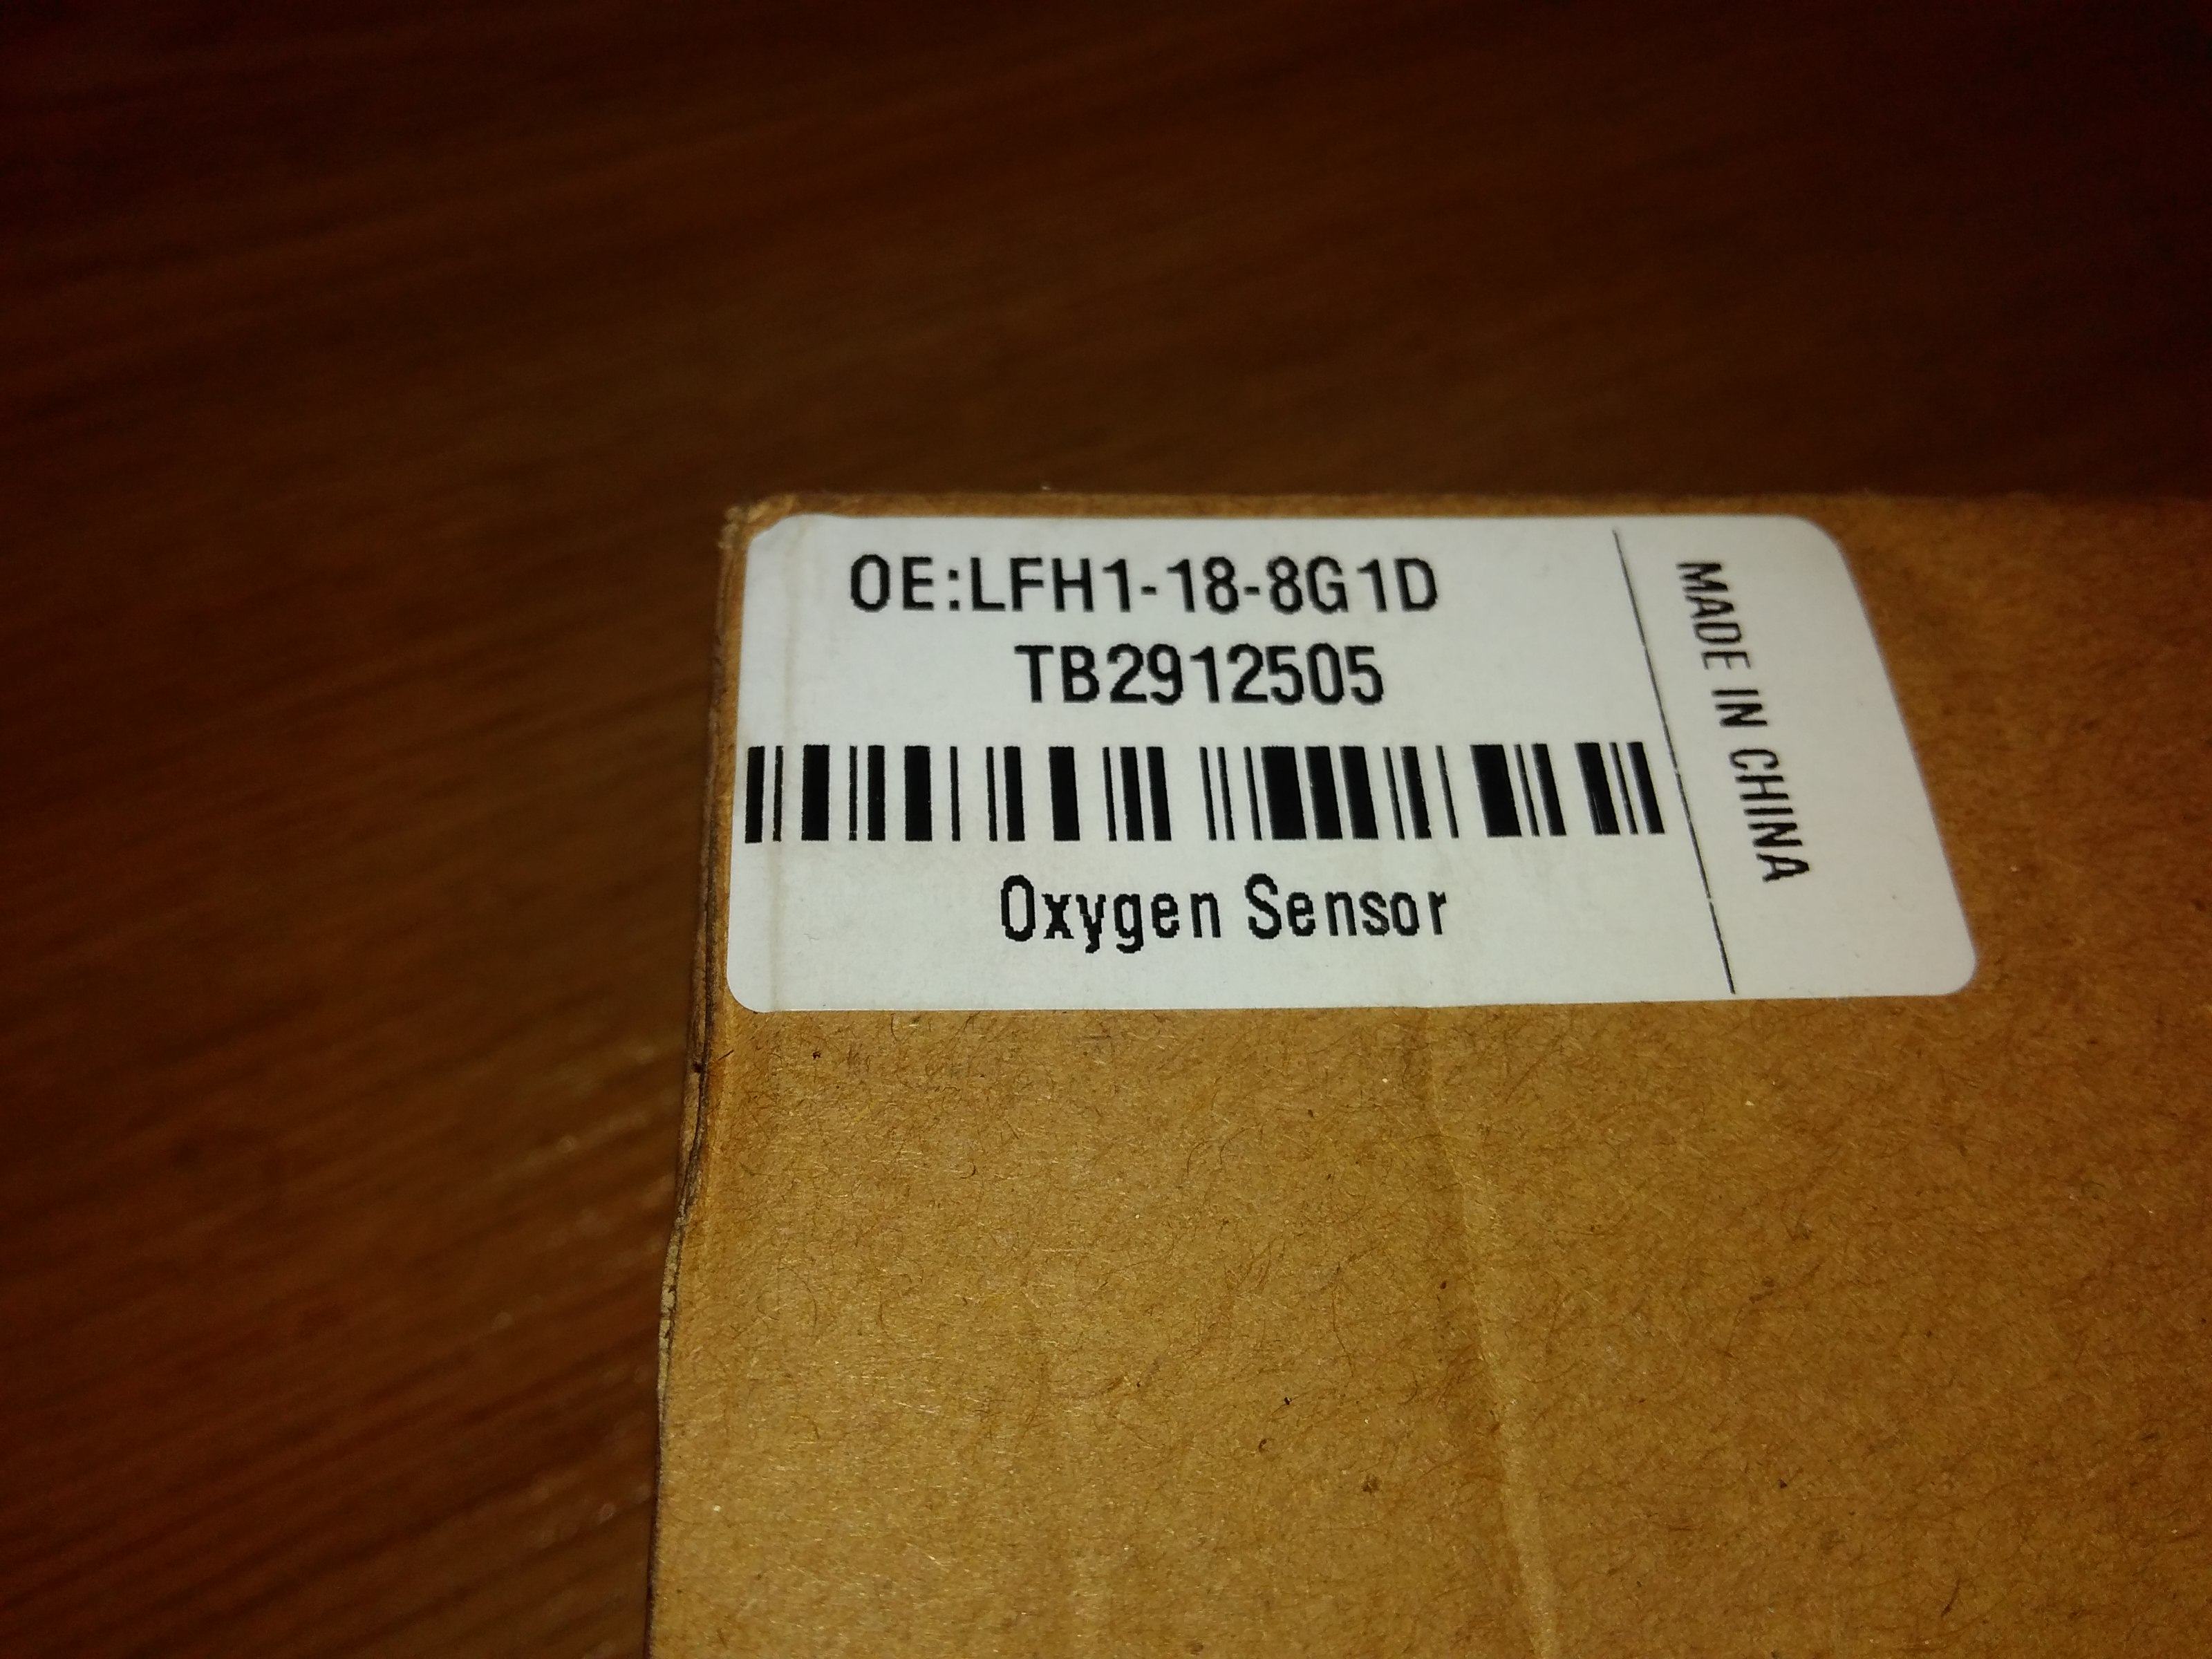 OE:LFH1-18-8G1D
TB2912505
Oxygen Sensor
MADE IN CHINA